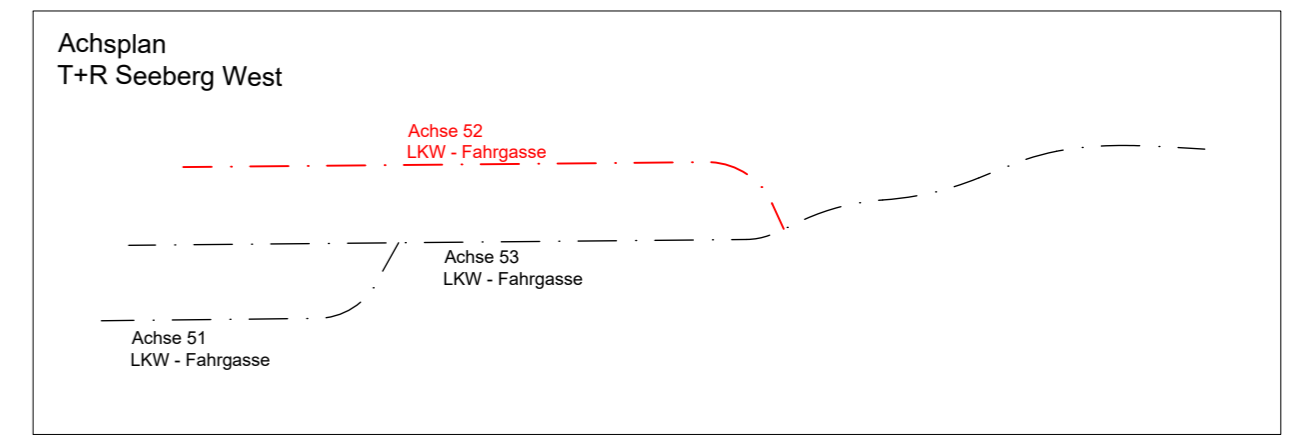 Achsplan
T+R Seeberg West
Achse 52
LKW - Fahrgasse
Achse 53
LKW - Fahrgasse
Achse 51
LKW - Fahrgasse